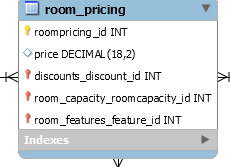 room_pricing
roompricing_id INT
price DECIMAL(18,2)
discounts_discount_id INT
room_capacity_roomcapacity_id INT
room_features_feature_id INT
Indexes